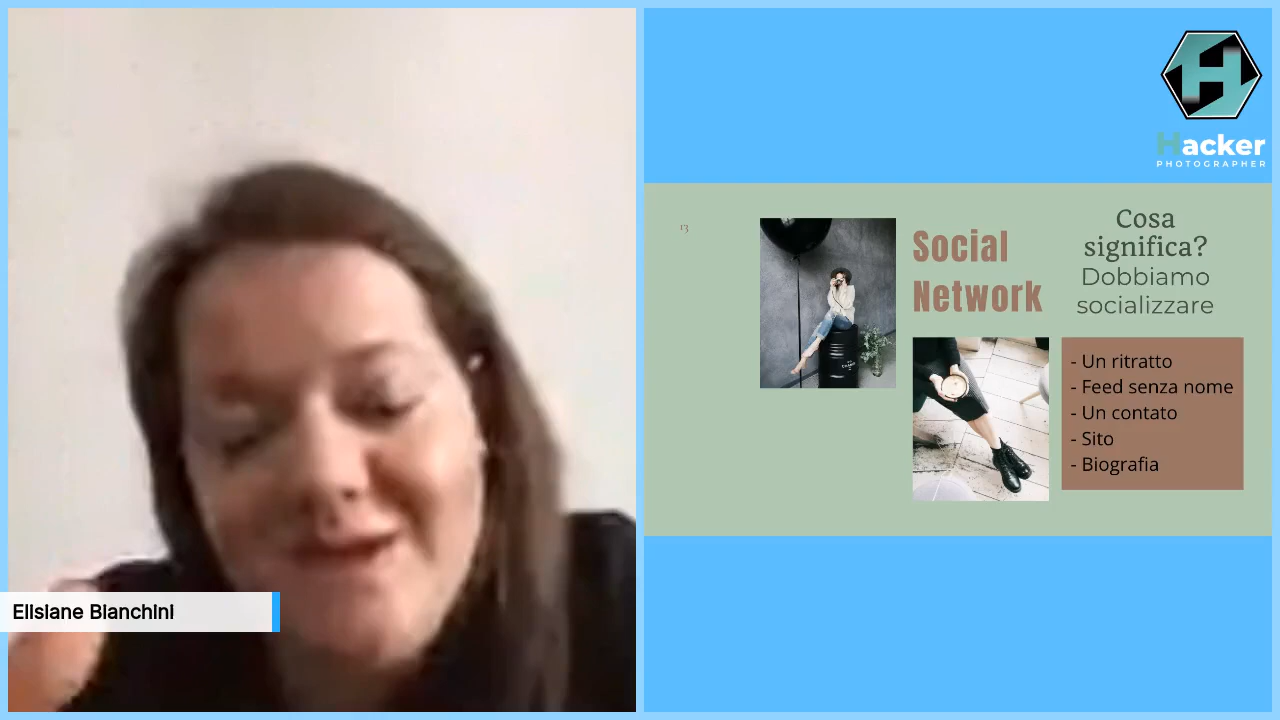 Elisiane Bianchini
Hacker
PHOTOGRAPHER
13
Social
Network
Cosa
significa?
Dobbiamo
socializzare
- Un ritratto
- Feed senza nome
- Un contato
- Sito
- Biografia